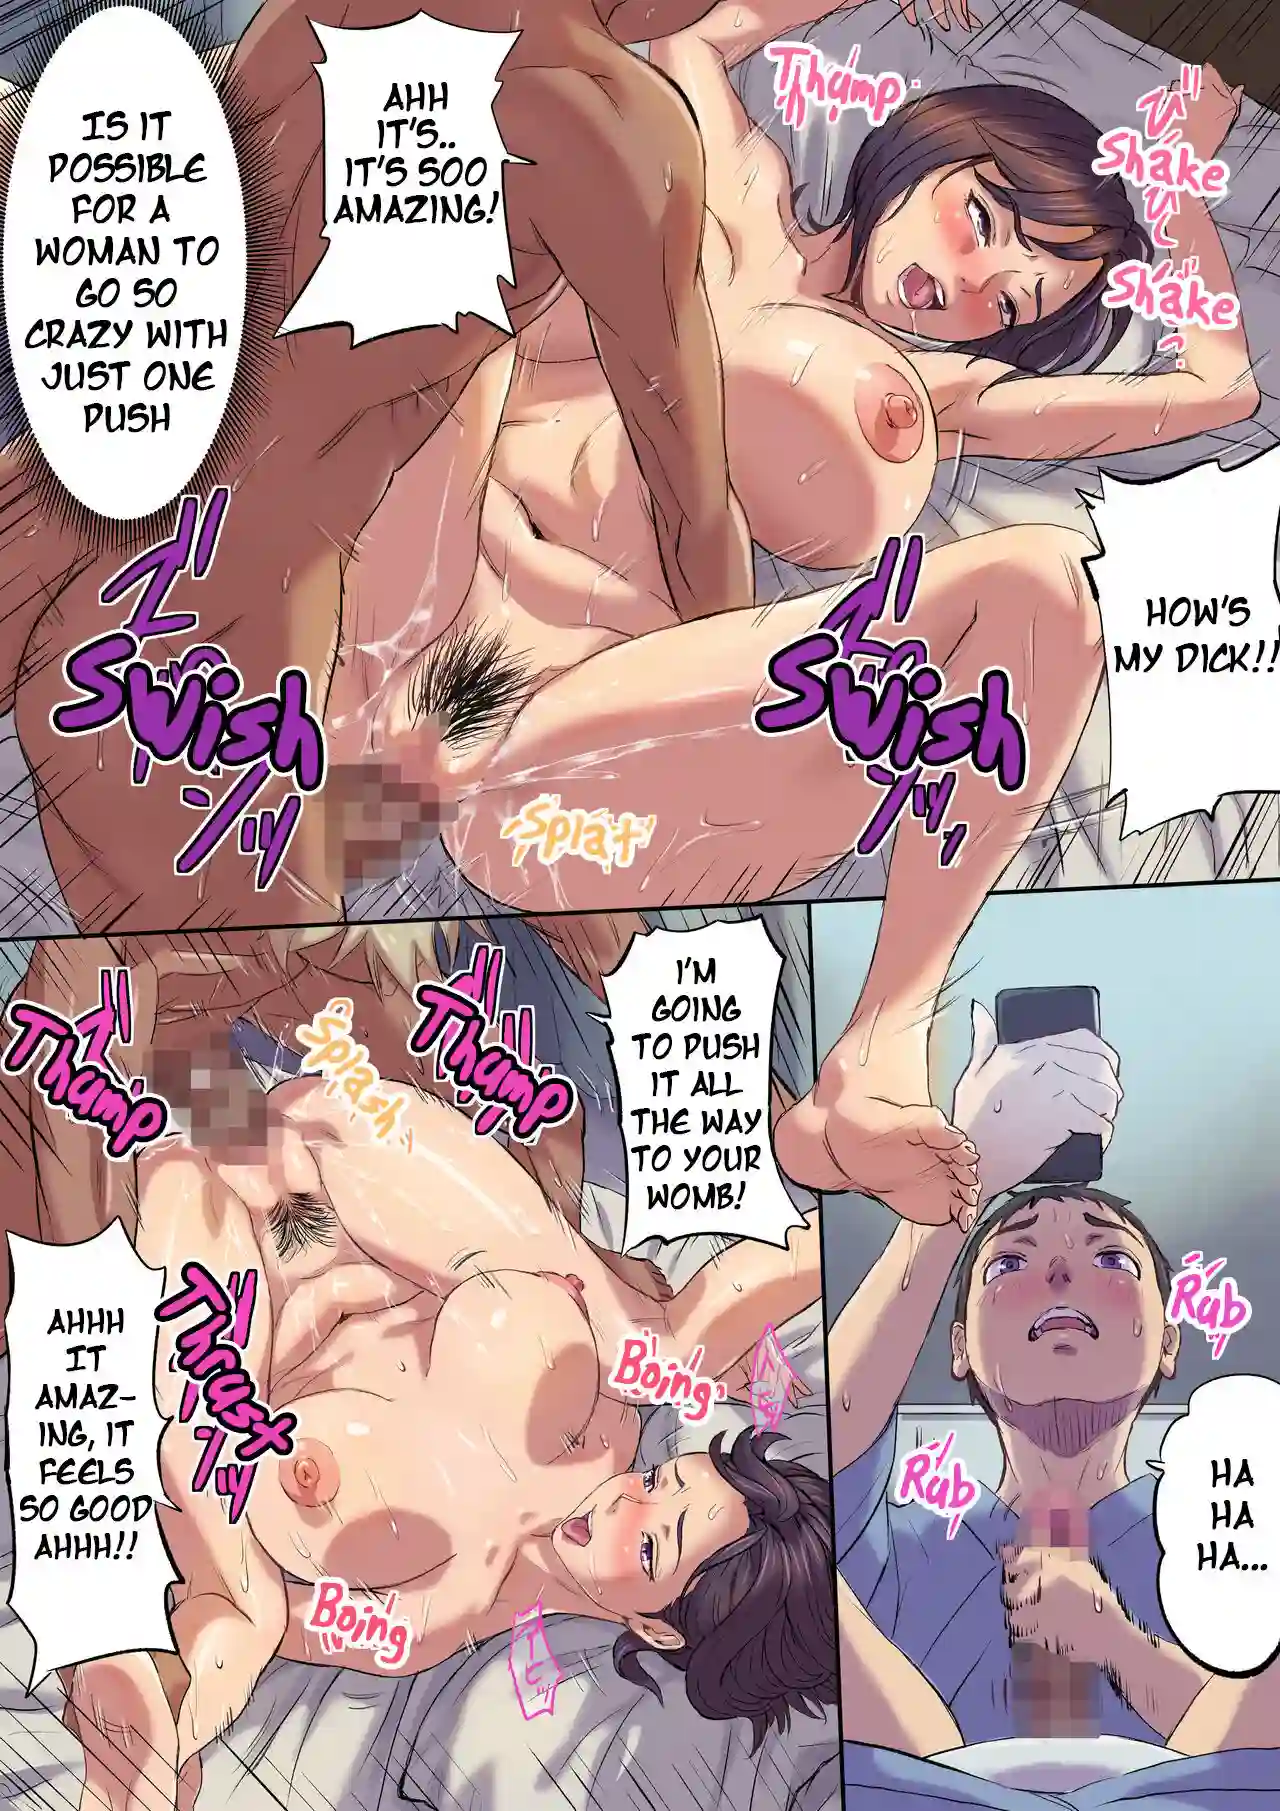 IS IT
POSSIBLE
FOR A
WOMAN TO
GO SO
CRAZY WITH
JUST ONE
PUSH
AHH
IT'S..
IT'S SOO
AMAZING!
Thump
び
Shake
びく
Shake
HOW'S
MY DICK!!
Swish
Swish
Splat
I'M
GOING
TO PUSH
IT ALL
THE WAY
TO YOUR
WOMB!
Thump
Splash
Thump
AHHH
IT
AMAZ-
ING, IT
FEELS
SO GOOD
AHHH!!
Thrust
Boing
Boing
Rub
Rub
HA
HA
HA...